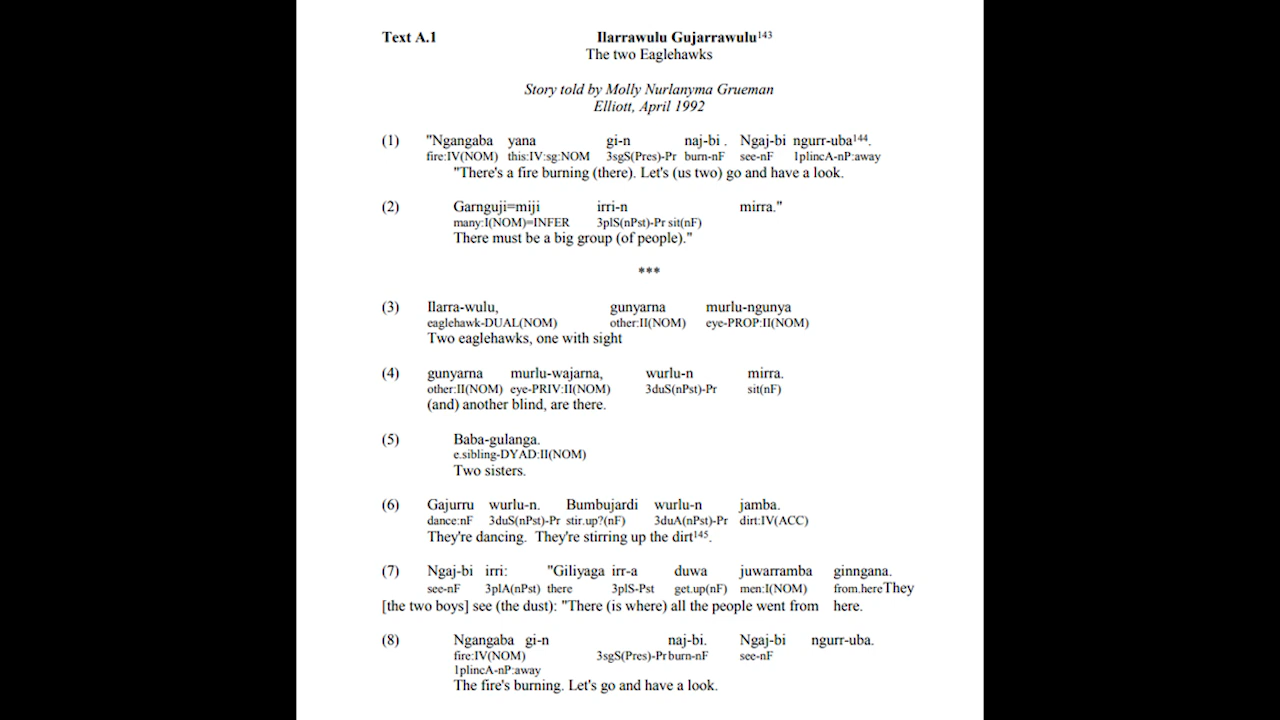 Text A.1 Ilarrawulu Gujarrawulu143
The two Eaglehawks
Story told by Molly Nurlanyma Grueman
Elliott, April 1992
(1) "Ngangaba yana gi-n naj-bi . Ngaj-bi ngurr-uba144.
fire:IV(NOM) this:IV:sg:NOM 3sgS(Pres)-Pr burn-nF see-nF 1plincA-nP:away
"There's a fire burning (there). Let's (us two) go and have a look.
(2) Garnguji=miji irri-n mirra."
many:I(NOM)=INFER 3plS(nPst)-Pr sit(nF)
There must be a big group (of people)."
***
(3) Ilarra-wulu, gunyarna murlu-ngunya
eaglehawk-DUAL(NOM) other:II(NOM) eye-PROP:II(NOM)
Two eaglehawks, one with sight
(4) gunyarna murlu-wajarna, wurlu-n mirra.
other:II(NOM) eye-PRIV:II(NOM) 3duS(nPst)-Pr sit(nF)
(and) another blind, are there.
(5) Baba-gulanga.
e.sibling-DYAD:II(NOM)
Two sisters.
(6) Gajurru wurlu-n. Bumbujardi wurlu-n jamba.
dance:nF 3duS(nPst)-Pr stir.up?(nF) 3duA(nPst)-Pr dirt:IV(ACC)
They're dancing. They're stirring up the dirt145.
(7) Ngaj-bi irri: "Giliyaga irr-a duwa juwarramba ginngana.
see-nF 3plA(nPst) there 3plS-Pst get.up(nF) men:I(NOM) from.hereThey
[the two boys] see (the dust): "There (is where) all the people went from here.
(8) Ngangaba gi-n naj-bi. Ngaj-bi ngurr-uba.
fire:IV(NOM) 3sgS(Pres)-Pr burn-nF see-nF
1plincA-nP:away
The fire's burning. Let's go and have a look.